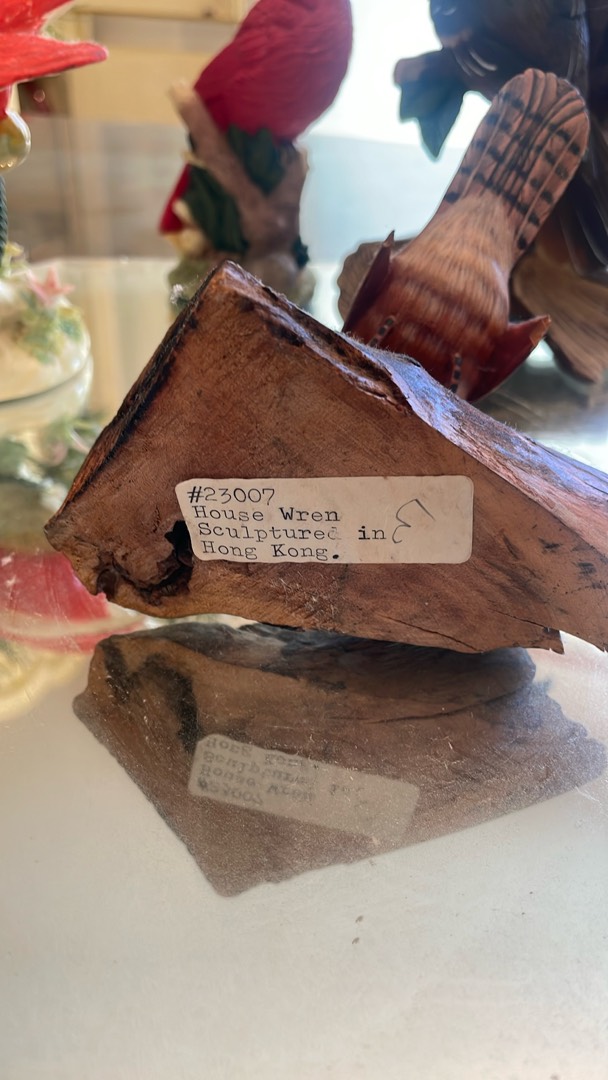 #23007
House Wren
Sculptured in
Hong Kong.